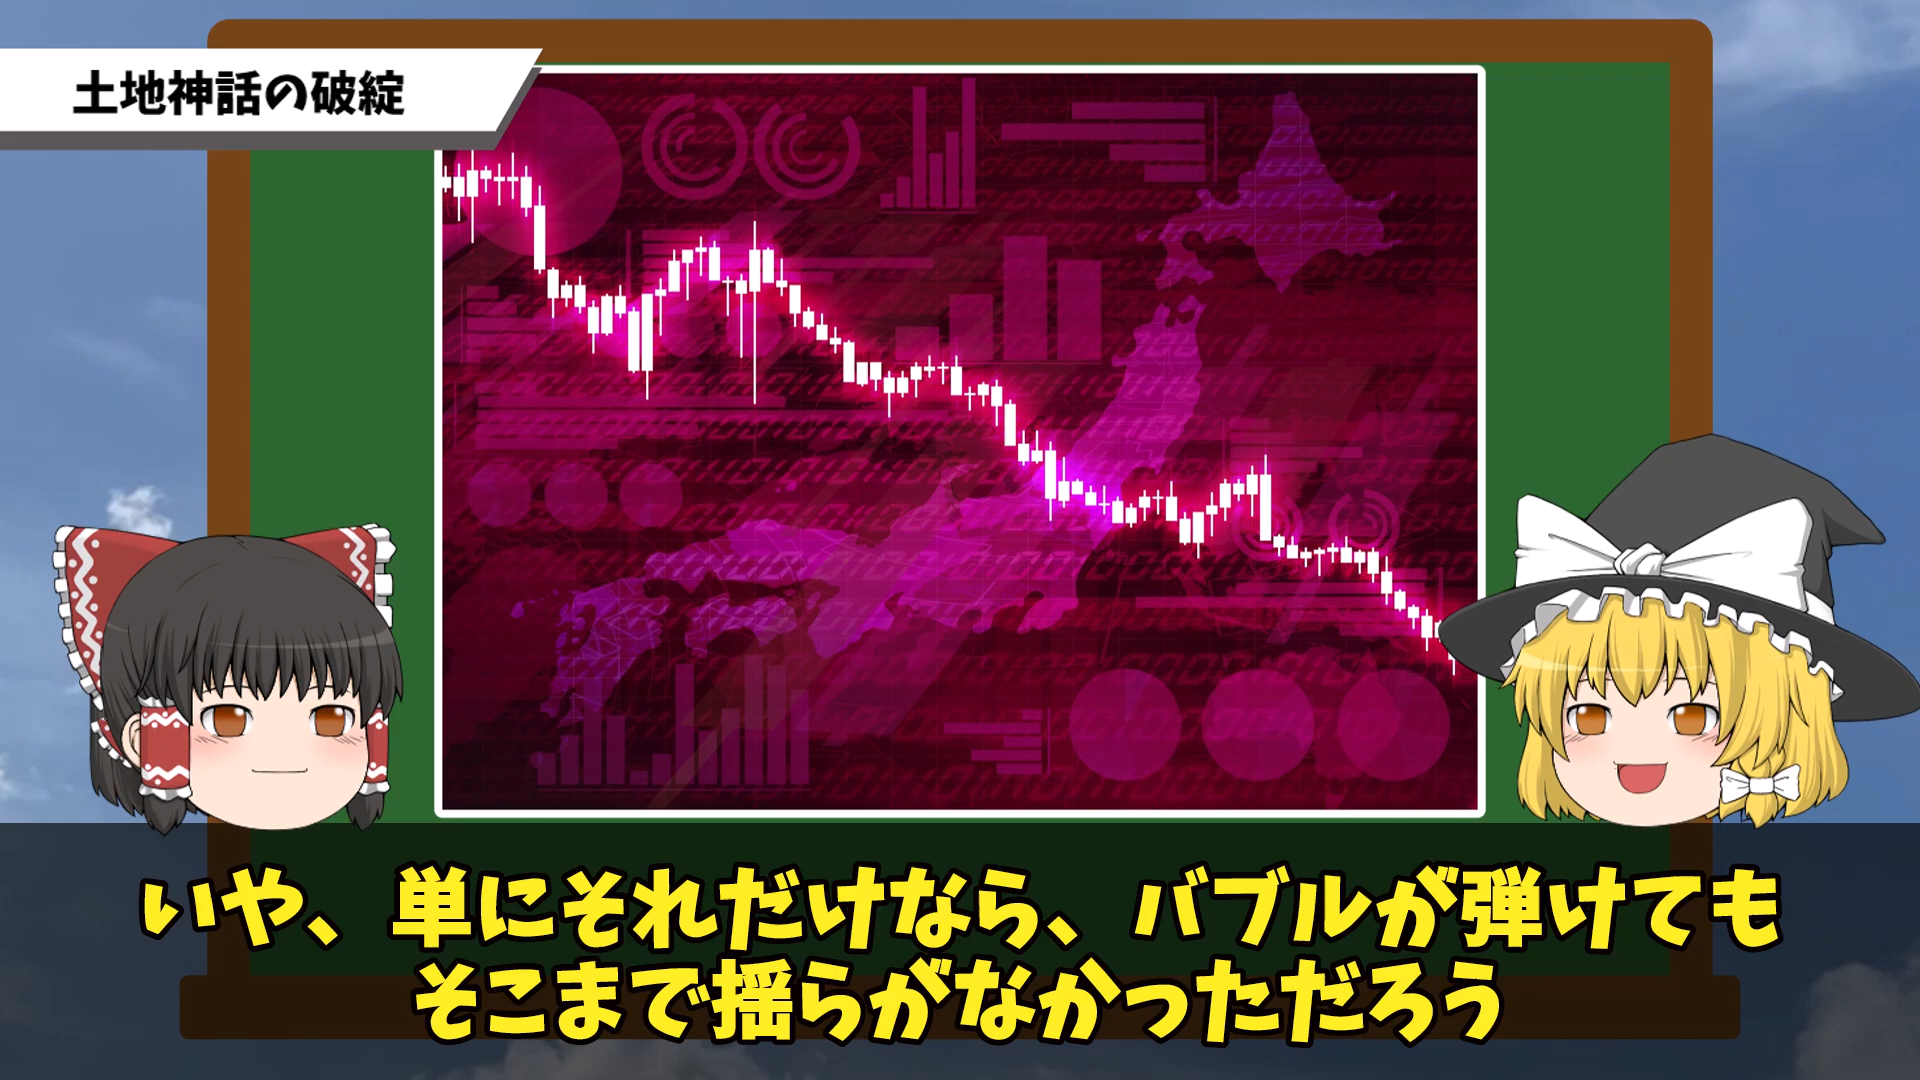 土地神話の破綻
いや、単にそれだけなら、バブルが弾けても
そこまで揺らがなかっただろう